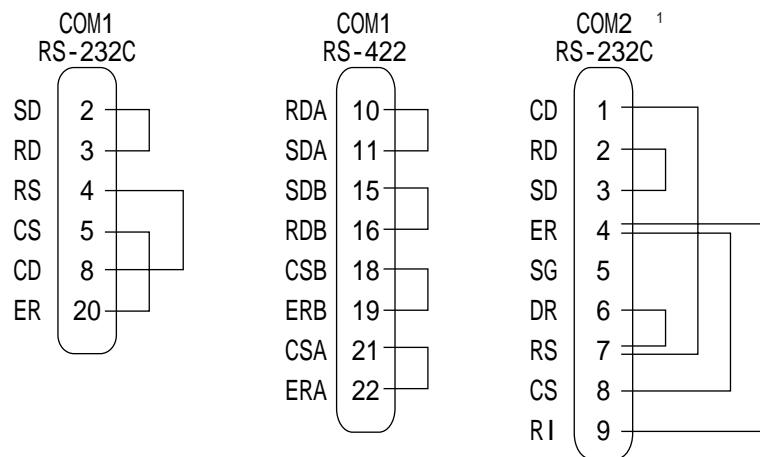 COM1
RS-232C
SD 2
RD 3
RS 4
CS 5
CD 8
ER 20
COM1
RS-422
RDA 10
SDA 11
SDB 15
RDB 16
CSB 18
ERB 19
CSA 21
ERA 22
COM2 1
RS-232C
CD 1
RD 2
SD 3
ER 4
SG 5
DR 6
RS 7
CS 8
RI 9